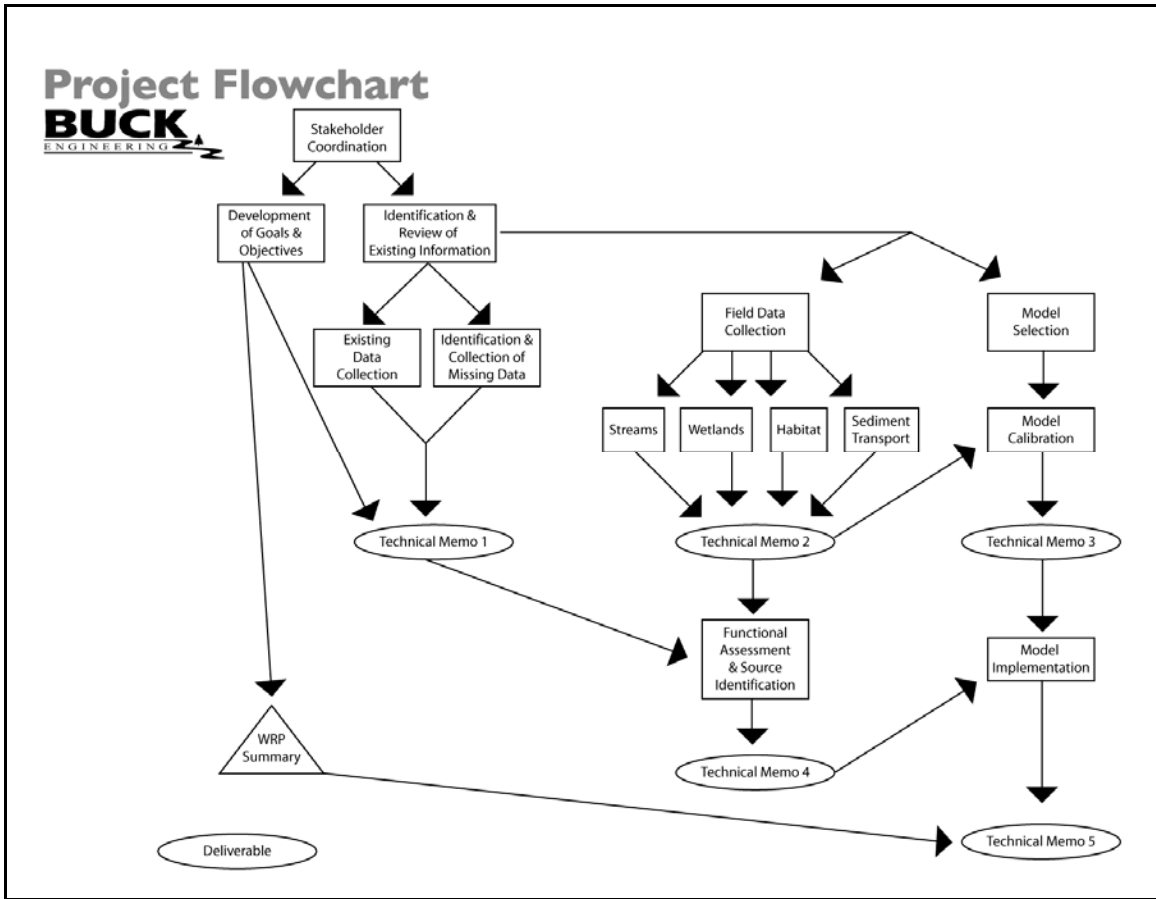 Project Flowchart
BUCK
ENGINEERING
Stakeholder
Coordination
Development
of Goals &
Objectives
Identification &
Review of
Existing Information
Existing
Data
Collection
Identification &
Collection of
Missing Data
Field Data
Collection
Model
Selection
Streams
Wetlands
Habitat
Sediment
Transport
Model
Calibration
Technical Memo 1
Technical Memo 2
Technical Memo 3
Functional
Assessment
& Source
Identification
Model
Implementation
WRP
Summary
Technical Memo 4
Technical Memo 5
Deliverable